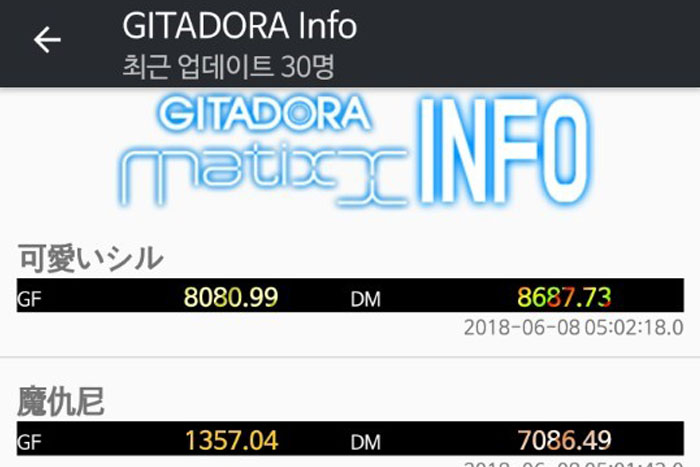 GITADORA Info
최근 업데이트 30명
GITADORA
matixx INFO
可愛いシル
GF 8080.99 DM 8687.73
2018-06-08 05:02:18.0
魔仇尼
GF 1357.04 DM 7086.49